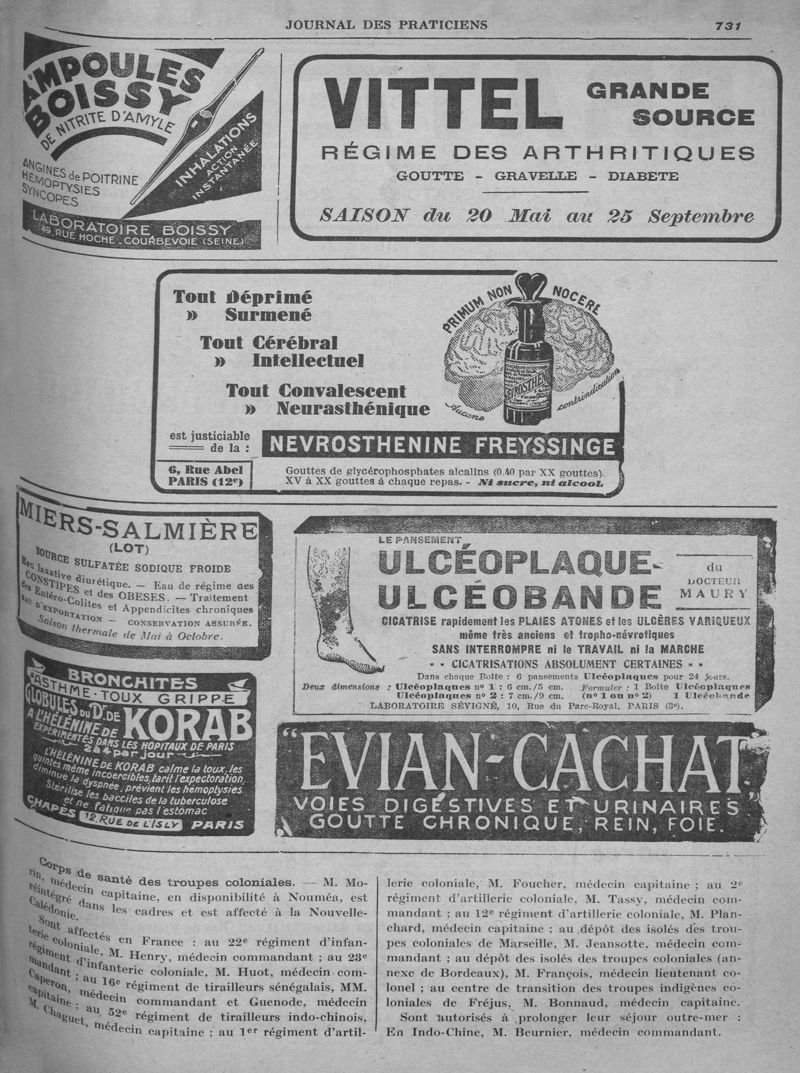 JOURNAL DES PRATICIENS 731
AMPOULES
BOISSY
DE NITRITE D'AMYLE
ANGINES de POITRINE
HÉMOPTYSIES
SYNCOPES
INHALATIONS
ACTION
INSTANTANÉE
LABORATOIRE BOISSY
49, RUE HOCHE - COURBEVOIE (SEINE)
VITTEL GRANDE
SOURCE
RÉGIME DES ARTHRITIQUES
GOUTTE - GRAVELLE - DIABETE
SAISON du 20 Mai au 25 Septembre
Tout Déprimé
» Surmené
Tout Cérébral
» Intellectuel
Tout Convalescent
» Neurasthénique
PRIMUM NON NOCERE
Aucune contrindication
est justiciable
de la :
NEVROSTHENINE FREYSSINGE
6, Rue Abel
PARIS (12e)
Gouttes de glycérophosphates alcalins (0.40 par XX gouttes).
XV à XX gouttes à chaque repas. - Ni sucre, ni alcool.
MIERS-SALMIÈRE
(LOT)
SOURCE SULFATÉE SODIQUE FROIDE
Eau laxative diurétique. — Eau de régime des
CONSTIPÉS et des OBESES. — Traitement
des Entéro-Colites et Appendicites chroniques
EAU D'EXPORTATION — CONSERVATION ASSURÉE.
Saison thermale de Mai à Octobre.
LE PANSEMENT
ULCÉOPLAQUE-
ULCÉOBANDE
du
DOCTEUR
MAURY
CICATRISE rapidement les PLAIES ATONES et les ULCÈRES VARIQUEUX
même très anciens et tropho-névrotiques
SANS INTERROMPRE ni le TRAVAIL ni la MARCHE
- - CICATRISATIONS ABSOLUMENT CERTAINES - -
Dans chaque Boîte : 6 pansements Ulcéoplaques pour 24 jours.
Deux dimensions : Ulcéoplaques nº 1 : 6 cm./5 cm. Formuler : 1 Boîte Ulcéoplaques
Ulcéoplaques nº 2 : 7 cm./9 cm. (nº 1 ou nº 2) 1 Ulcéobande
LABORATOIRE SÉVIGNÉ, 10, Rue du Parc-Royal, PARIS (3e).
BRONCHITES
ASTHME · TOUX GRIPPE
GLOBULES DU Dr. DE KORAB
A L'HÉLÉNINE DE
EXPÉRIMENTÉS DANS LES HOPITAUX DE PARIS
2 à 4 par jour
L'HÉLÉNINE DE KORAB calme la toux, les
quintes même incoercibles, tarit l'expectoration,
diminue la dyspnée, prévient les hémoptysies
Stérilise les bacilles de la tuberculose
et ne fatigue pas l'estomac
CHAPÈS 12. RUE DE L'ISLY PARIS
"EVIAN-CACHAT"
VOIES DIGESTIVES ET URINAIRES
GOUTTE CHRONIQUE, REIN, FOIE.
Corps de santé des troupes coloniales. — M. Mo-
rin, médecin capitaine, en disponibilité à Nouméa, est
réintégré dans les cadres et est affecté à la Nouvelle-
Calédonie.
Sont affectés en France : au 22e régiment d'infan-
terie coloniale, M. Henry, médecin commandant ; au 23e
régiment d'infanterie coloniale, M. Huot, médecin com-
mandant ; au 16e régiment de tirailleurs sénégalais, MM.
Caperon, médecin commandant et Guenode, médecin
capitaine ; au 52e régiment de tirailleurs indo-chinois,
M. Chaguet, médecin capitaine ; au 1er régiment d'artil-
lerie coloniale, M. Foucher, médecin capitaine ; au 2e
régiment d'artillerie coloniale, M. Tassy, médecin com-
mandant ; au 12e régiment d'artillerie coloniale, M. Plan-
chard, médecin capitaine ; au dépôt des isolés des trou-
pes coloniales de Marseille, M. Jeansotte, médecin com-
mandant ; au dépôt des isolés des troupes coloniales (an-
nexe de Bordeaux), M. François, médecin lieutenant co-
lonel ; au centre de transition des troupes indigènes co-
loniales de Fréjus, M. Bonnaud, médecin capitaine.
Sont autorisés à prolonger leur séjour outre-mer :
En Indo-Chine, M. Beurnier, médecin commandant.